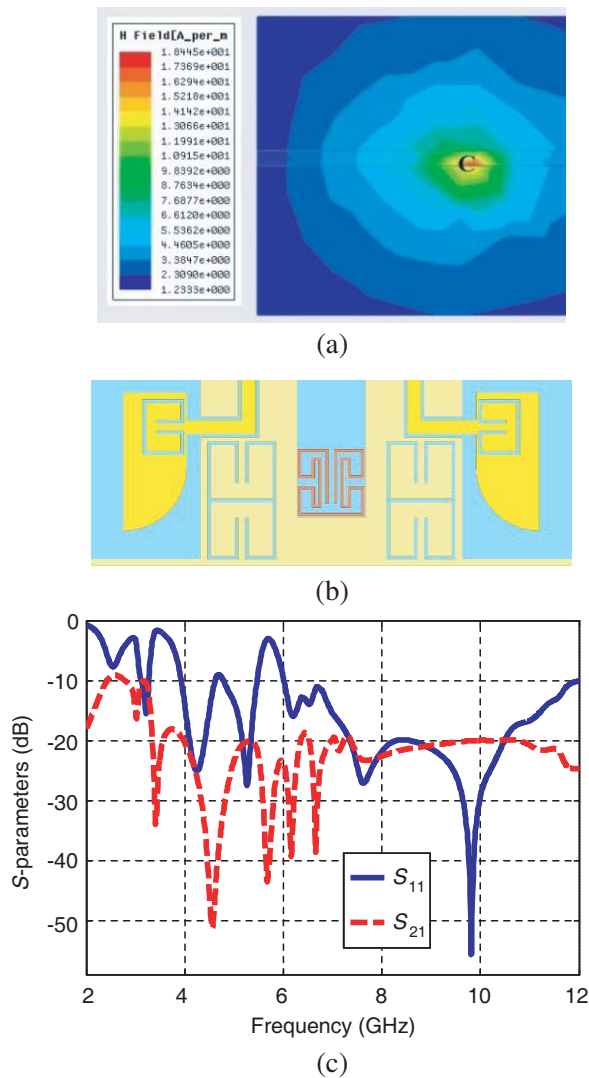 H Field[A_per_m
1.8445e+001
1.7369e+001
1.6294e+001
1.5218e+001
1.4142e+001
1.3066e+001
1.1991e+001
1.0915e+001
9.8392e+000
8.7634e+000
7.6877e+000
6.6120e+000
5.5362e+000
4.4605e+000
3.3847e+000
2.3090e+000
1.2333e+000
C
(a)
(b)
0
-10
-20
-30
-40
-50
S-parameters (dB)
S11
S21
2 4 6 8 10 12
Frequency (GHz)
(c)